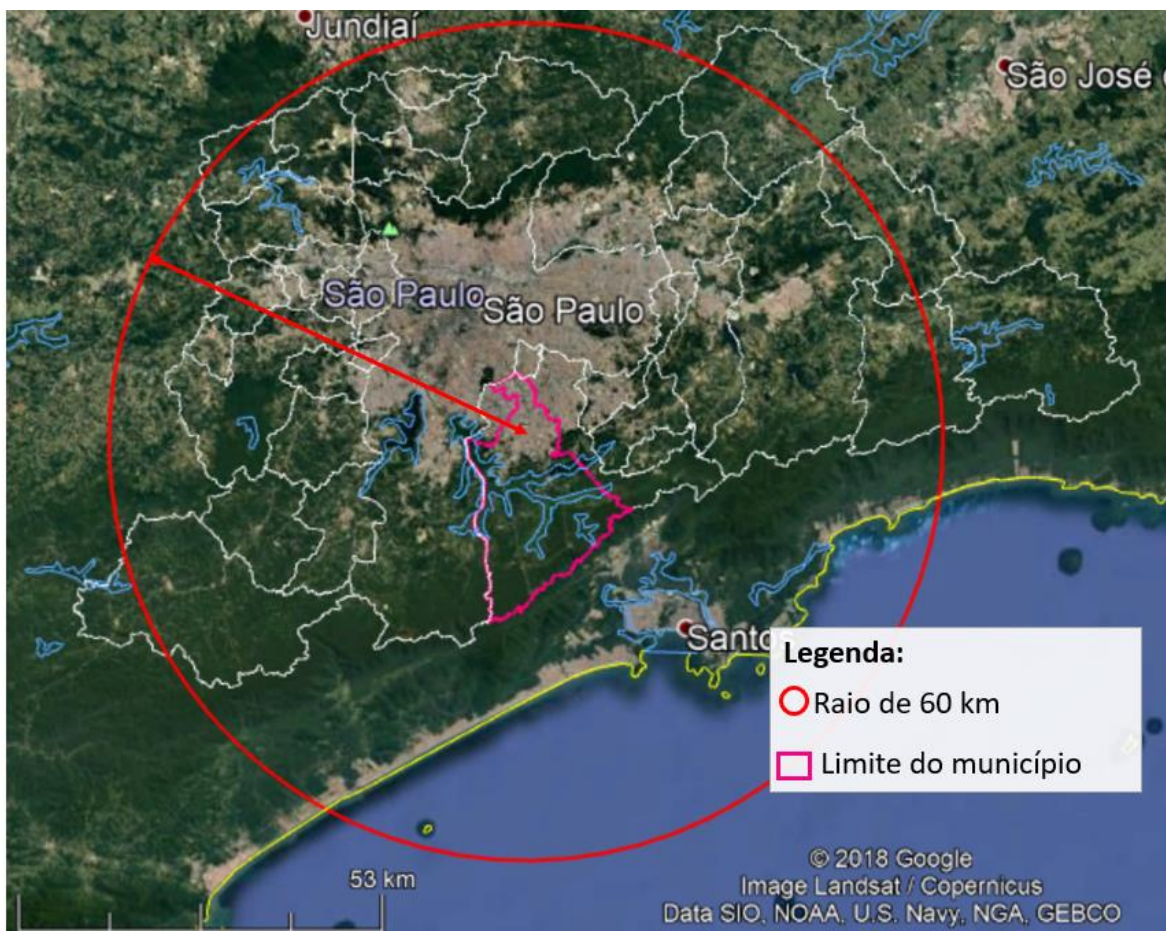 Jundiaí
São José
São Paulo
São Paulo
Santos
Legenda:
Raio de 60 km
Limite do município
53 km
© 2018 Google
Image Landsat / Copernicus
Data SIO, NOAA, U.S. Navy, NGA, GEBCO